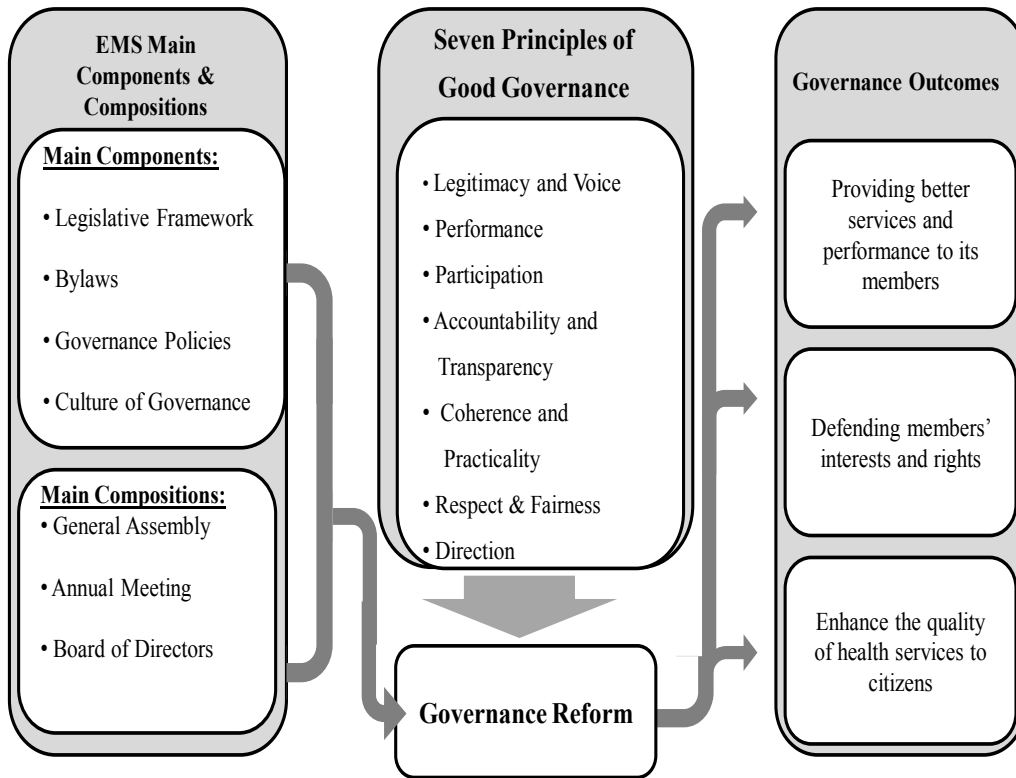 EMS Main
Components &
Compositions
Main Components:
• Legislative Framework
• Bylaws
• Governance Policies
• Culture of Governance
Main Compositions:
• General Assembly
• Annual Meeting
• Board of Directors
Seven Principles of
Good Governance
• Legitimacy and Voice
• Performance
• Participation
• Accountability and
Transparency
• Coherence and
Practicality
• Respect & Fairness
• Direction
Governance Reform
Governance Outcomes
Providing better
services and
performance to its
members
Defending members’
interests and rights
Enhance the quality
of health services to
citizens